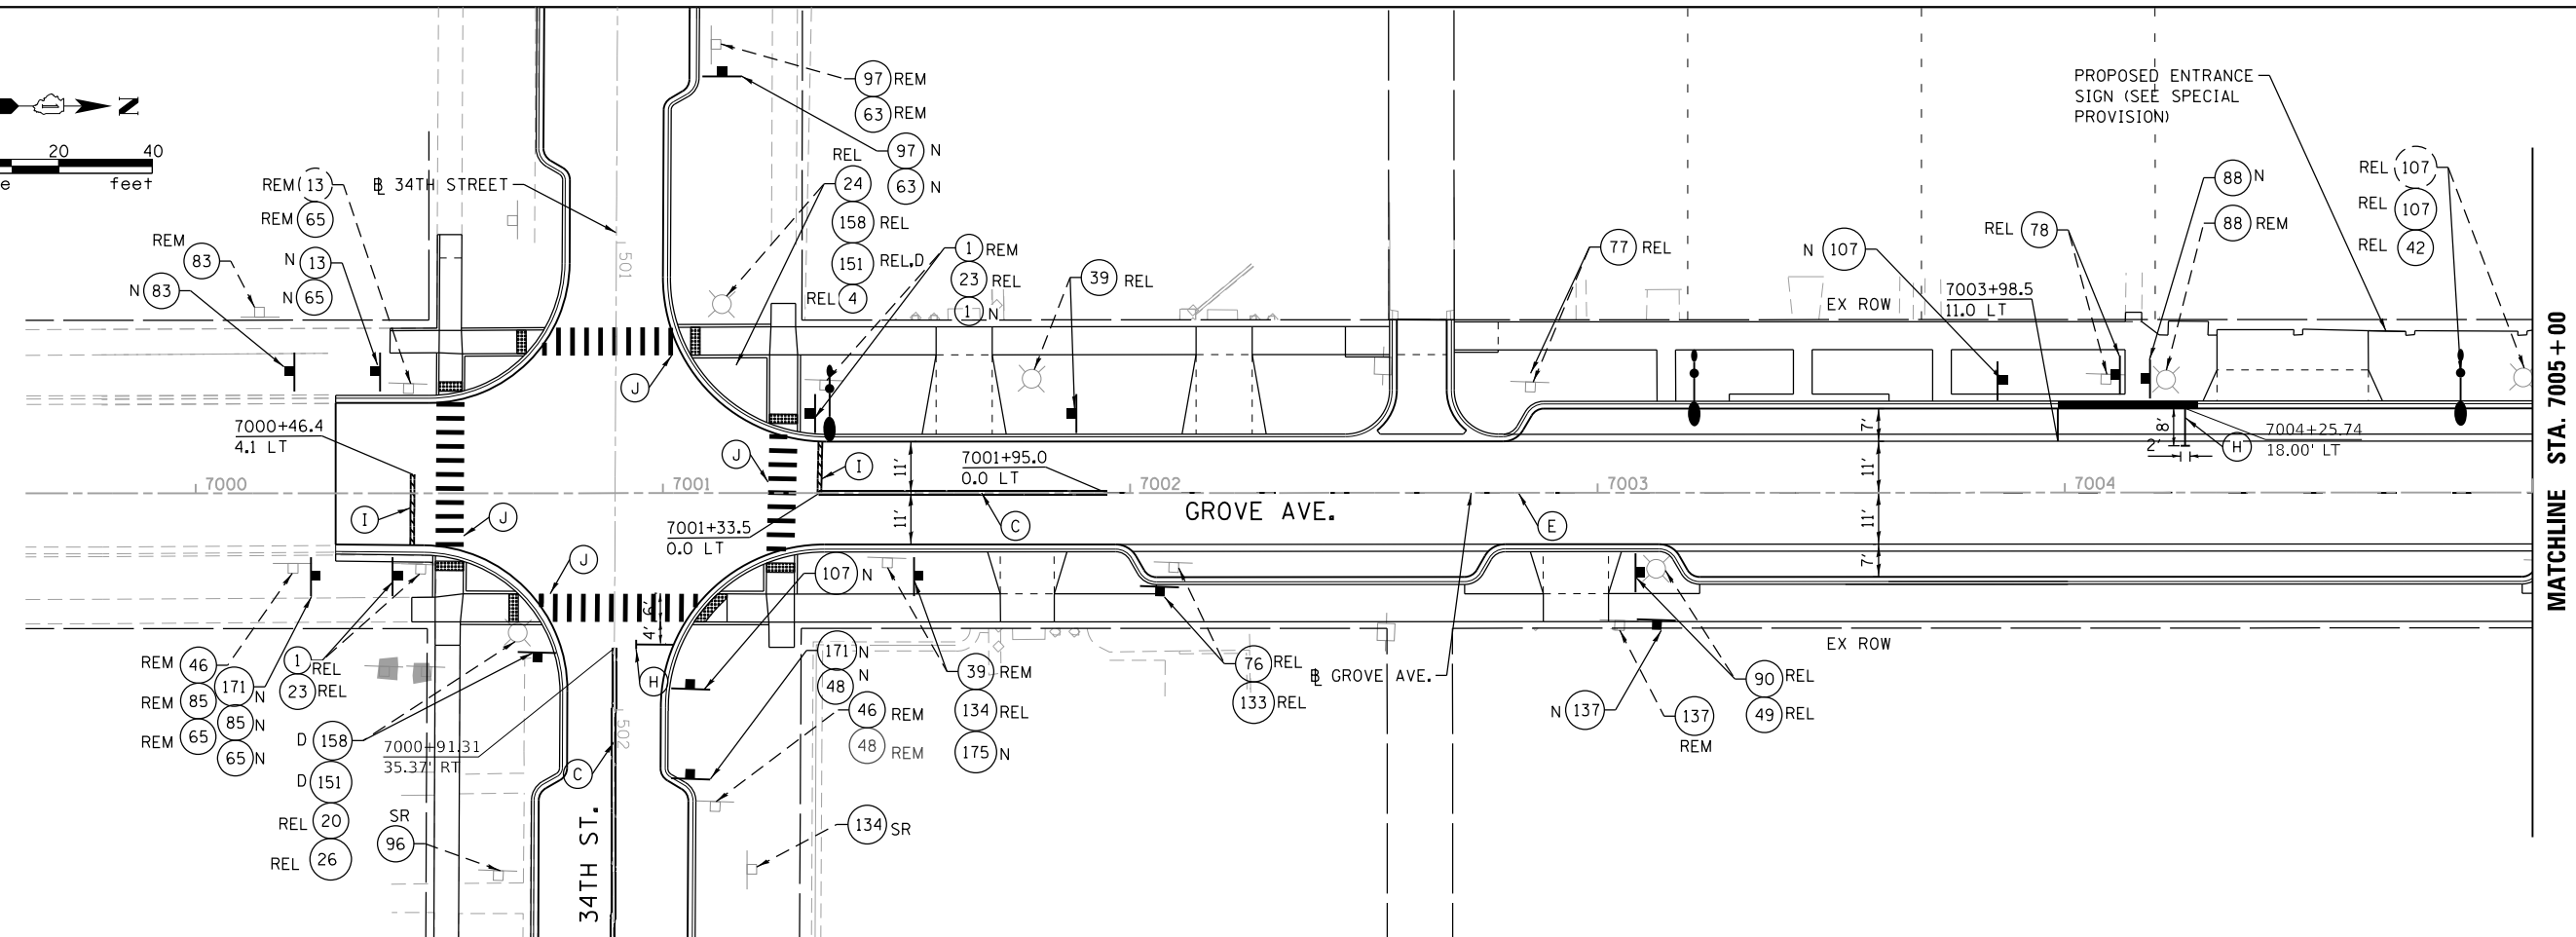 N
20 40
e feet
REM 13
REM 65
N 13
N 65
REM
83
N 83
℄ 34TH STREET
501
97 REM
63 REM
97 N
63 N
REL
24
158 REL
151 REL,D
REL 4
1 REM
23 REL
1 N
39 REL
77 REL
N 107
EX ROW
REL 78
7003+98.5
11.0 LT
88 N
88 REM
PROPOSED ENTRANCE
SIGN (SEE SPECIAL
PROVISION)
REL 107
REL 107
REL 42
MATCHLINE STA. 7005+00
7000+46.4
4.1 LT
7000
I
J
J
J
J
7001
I
7001+33.5
0.0 LT
7001+95.0
0.0 LT
11'
11'
C
7002
GROVE AVE.
E
7003
7'
11'
11'
7'
7004
2'
8'
H
7004+25.74
18.00' LT
REM 46
REM 85
REM 65
171 N
85 N
65 N
1 REL
23 REL
D 158
D 151
REL 20
REL 26
SR
96
7000+91.31
35.37' RT
C
34TH ST.
502
H
4'
6'
107 N
171 N
48 N
46 REM
48 REM
134 SR
39 REM
134 REL
175 N
76 REL
133 REL
℄ GROVE AVE.
N 137
137
REM
90 REL
49 REL
EX ROW